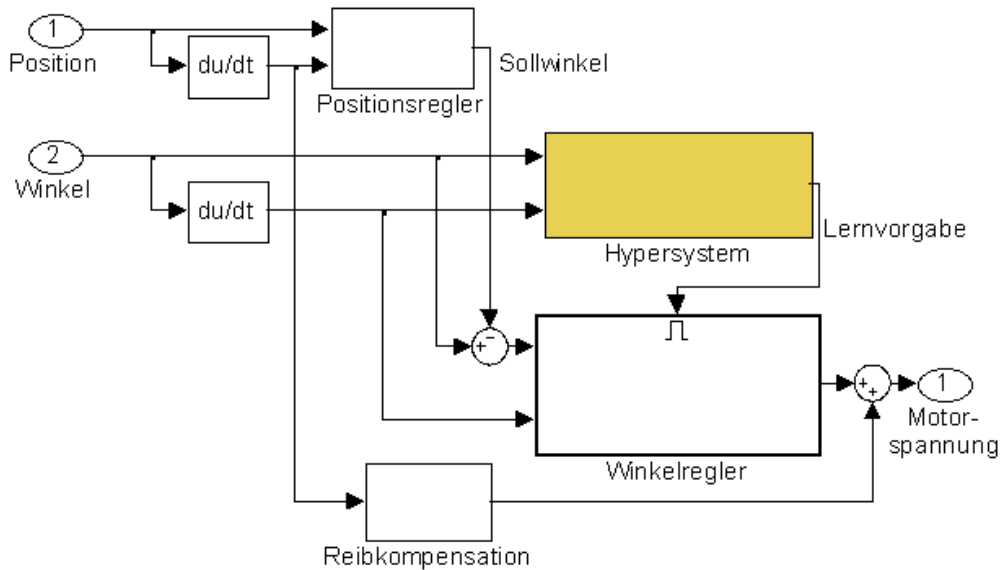 1
Position
du/dt
Positionsregler
Sollwinkel
2
Winkel
du/dt
Hypersystem
Lernvorgabe
+
−
Winkelregler
+
+
1
Motor-
spannung
Reibkompensation